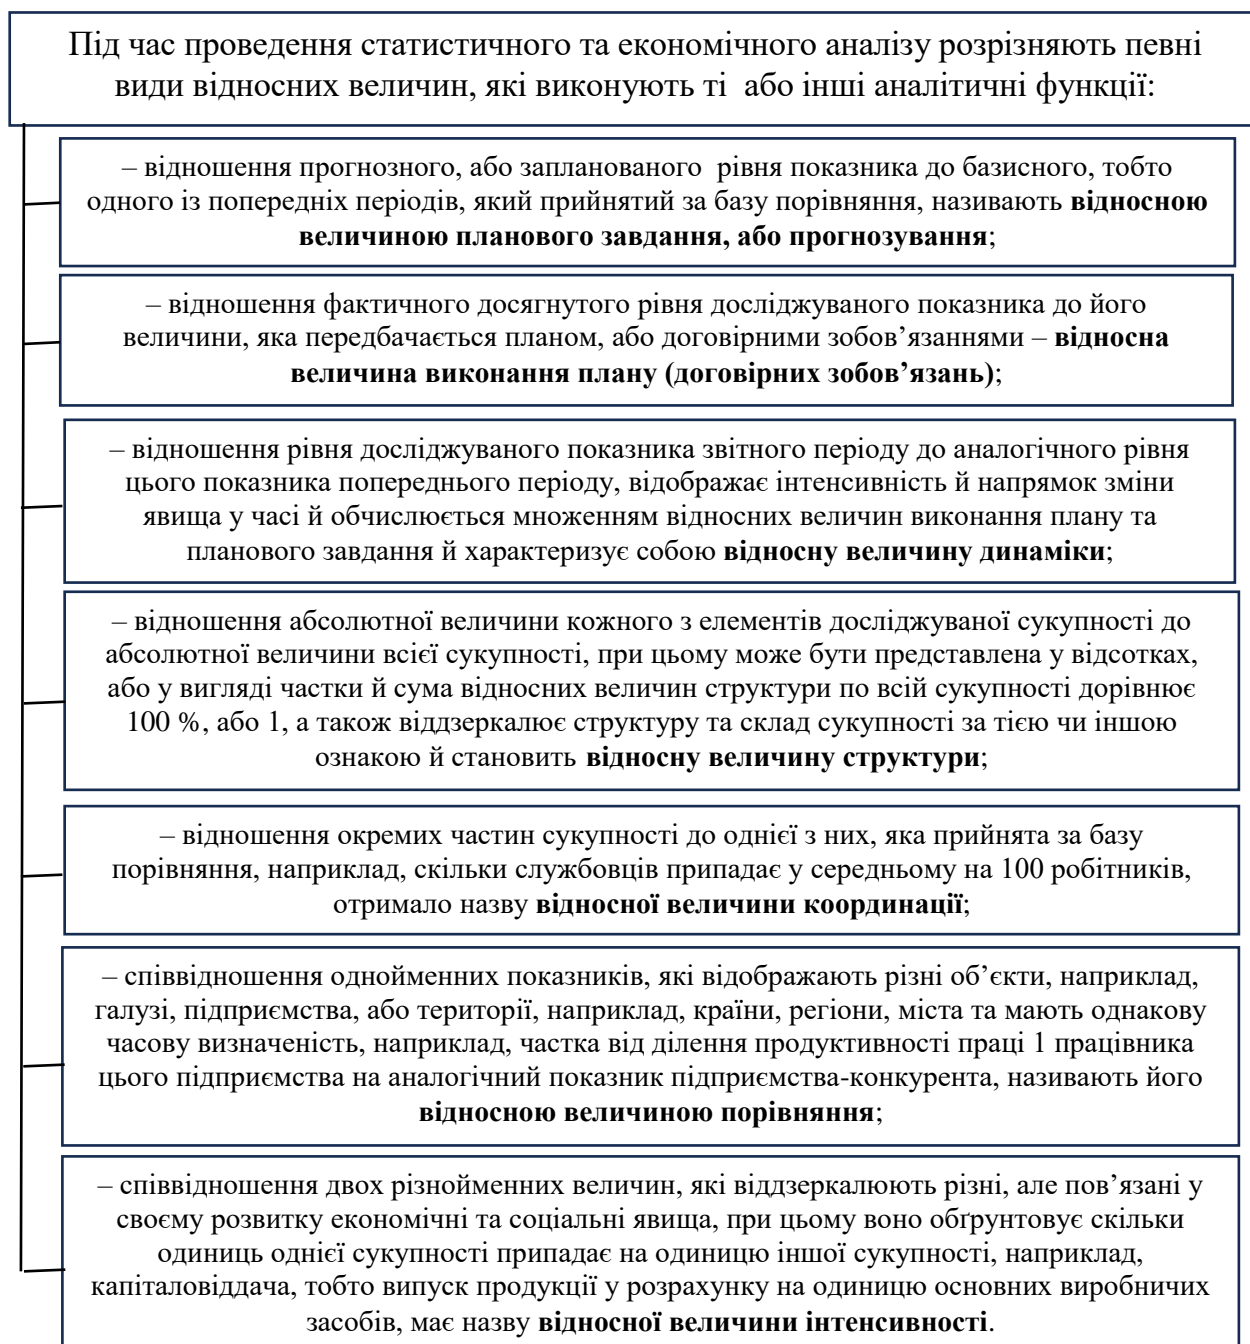 Під час проведення статистичного та економічного аналізу розрізняють певні
види відносних величин, які виконують ті або інші аналітичні функції:
– відношення прогнозного, або запланованого рівня показника до базисного, тобто
одного із попередніх періодів, який прийнятий за базу порівняння, називають відносною
величиною планового завдання, або прогнозування;
– відношення фактичного досягнутого рівня досліджуваного показника до його
величини, яка передбачається планом, або договірними зобов’язаннями – відносна
величина виконання плану (договірних зобов’язань);
– відношення рівня досліджуваного показника звітного періоду до аналогічного рівня
цього показника попереднього періоду, відображає інтенсивність й напрямок зміни
явища у часі й обчислюється множенням відносних величин виконання плану та
планового завдання й характеризує собою відносну величину динаміки;
– відношення абсолютної величини кожного з елементів досліджуваної сукупності до
абсолютної величини всієї сукупності, при цьому може бути представлена у відсотках,
або у вигляді частки й сума відносних величин структури по всій сукупності дорівнює
100 %, або 1, а також віддзеркалює структуру та склад сукупності за тією чи іншою
ознакою й становить відносну величину структури;
– відношення окремих частин сукупності до однієї з них, яка прийнята за базу
порівняння, наприклад, скільки службовців припадає у середньому на 100 робітників,
отримало назву відносної величини координації;
– співвідношення однойменних показників, які відображають різні об’єкти, наприклад,
галузі, підприємства, або території, наприклад, країни, регіони, міста та мають однакову
часову визначеність, наприклад, частка від ділення продуктивності праці 1 працівника
цього підприємства на аналогічний показник підприємства-конкурента, називають його
відносною величиною порівняння;
– співвідношення двох різнойменних величин, які віддзеркалюють різні, але пов’язані у
своєму розвитку економічні та соціальні явища, при цьому воно обґрунтовує скільки
одиниць однієї сукупності припадає на одиницю іншої сукупності, наприклад,
капіталовіддача, тобто випуск продукції у розрахунку на одиницю основних виробничих
засобів, має назву відносної величини інтенсивності.